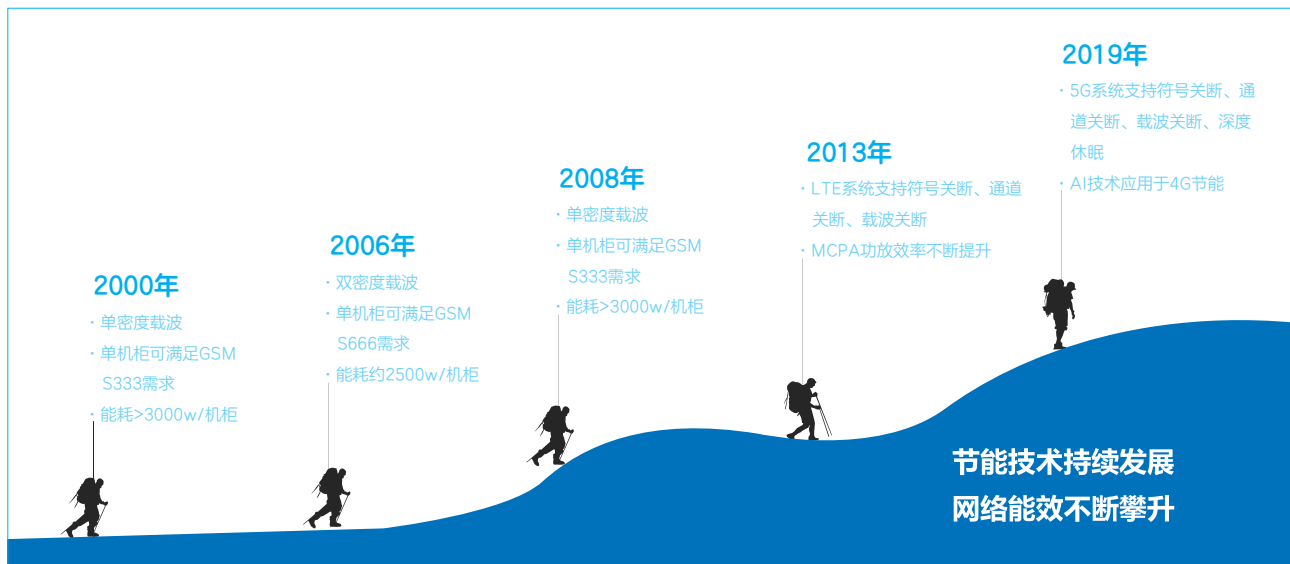 2000年
· 单密度载波
· 单机柜可满足GSM
S333需求
· 能耗>3000w/机柜
2006年
· 双密度载波
· 单机柜可满足GSM
S666需求
· 能耗约2500w/机柜
2008年
· 单密度载波
· 单机柜可满足GSM
S333需求
· 能耗>3000w/机柜
2013年
· LTE系统支持符号关断、通道
关断、载波关断
· MCPA功放效率不断提升
2019年
· 5G系统支持符号关断、通
道关断、载波关断、深度
休眠
· AI技术应用于4G节能
节能技术持续发展
网络能效不断攀升